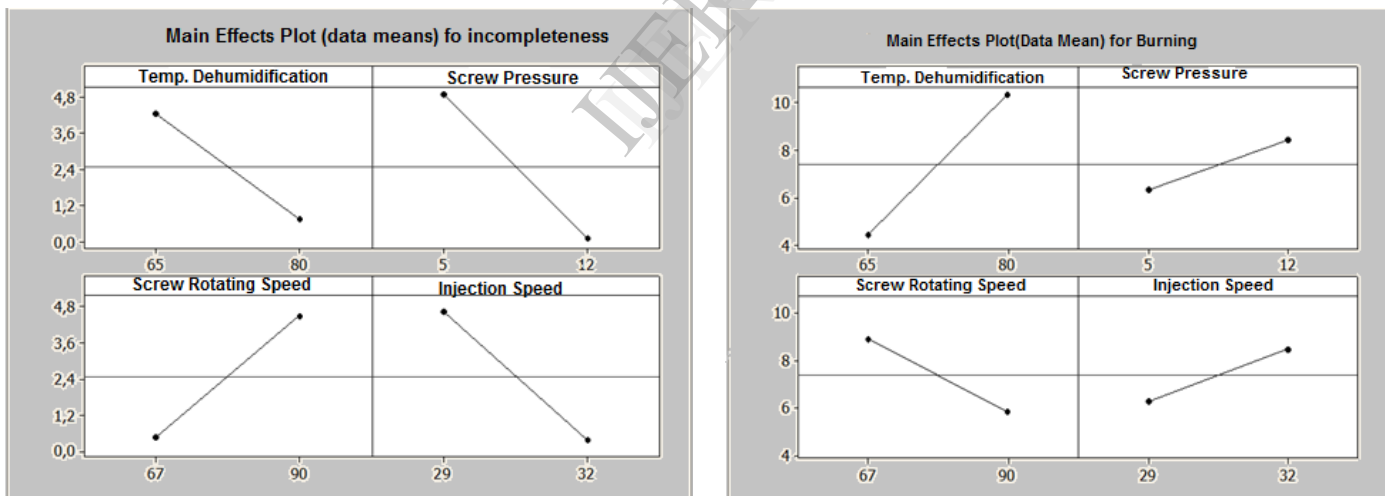 Main Effects Plot (data means) fo incompleteness
Temp. Dehumidification Screw Pressure
4,8
3,6
2,4
1,2
0,0
65 80 5 12
Screw Rotating Speed Injection Speed
4,8
3,6
2,4
1,2
0,0
67 90 29 32
IJER
Main Effects Plot(Data Mean) for Burning
Temp. Dehumidification Screw Pressure
10
8
6
4
65 80 5 12
Screw Rotating Speed Injection Speed
10
8
6
4
67 90 29 32